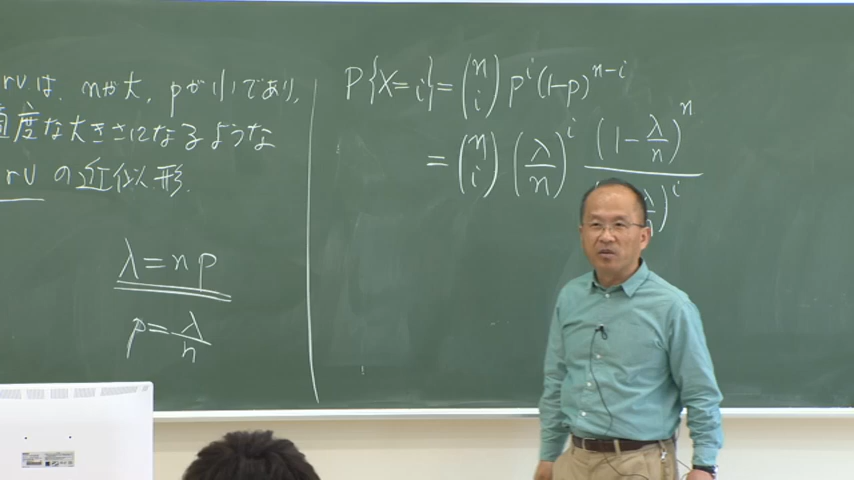 rvは、nが大、pが小であり、
適度な大きさになるような
rvの近似形.
λ=np
p=λ/n
P{X=i}=(n i)p^i(1-p)^{n-i}
=(n i)(λ/n)^i (1-λ/n)^n/(1-λ/n)^i